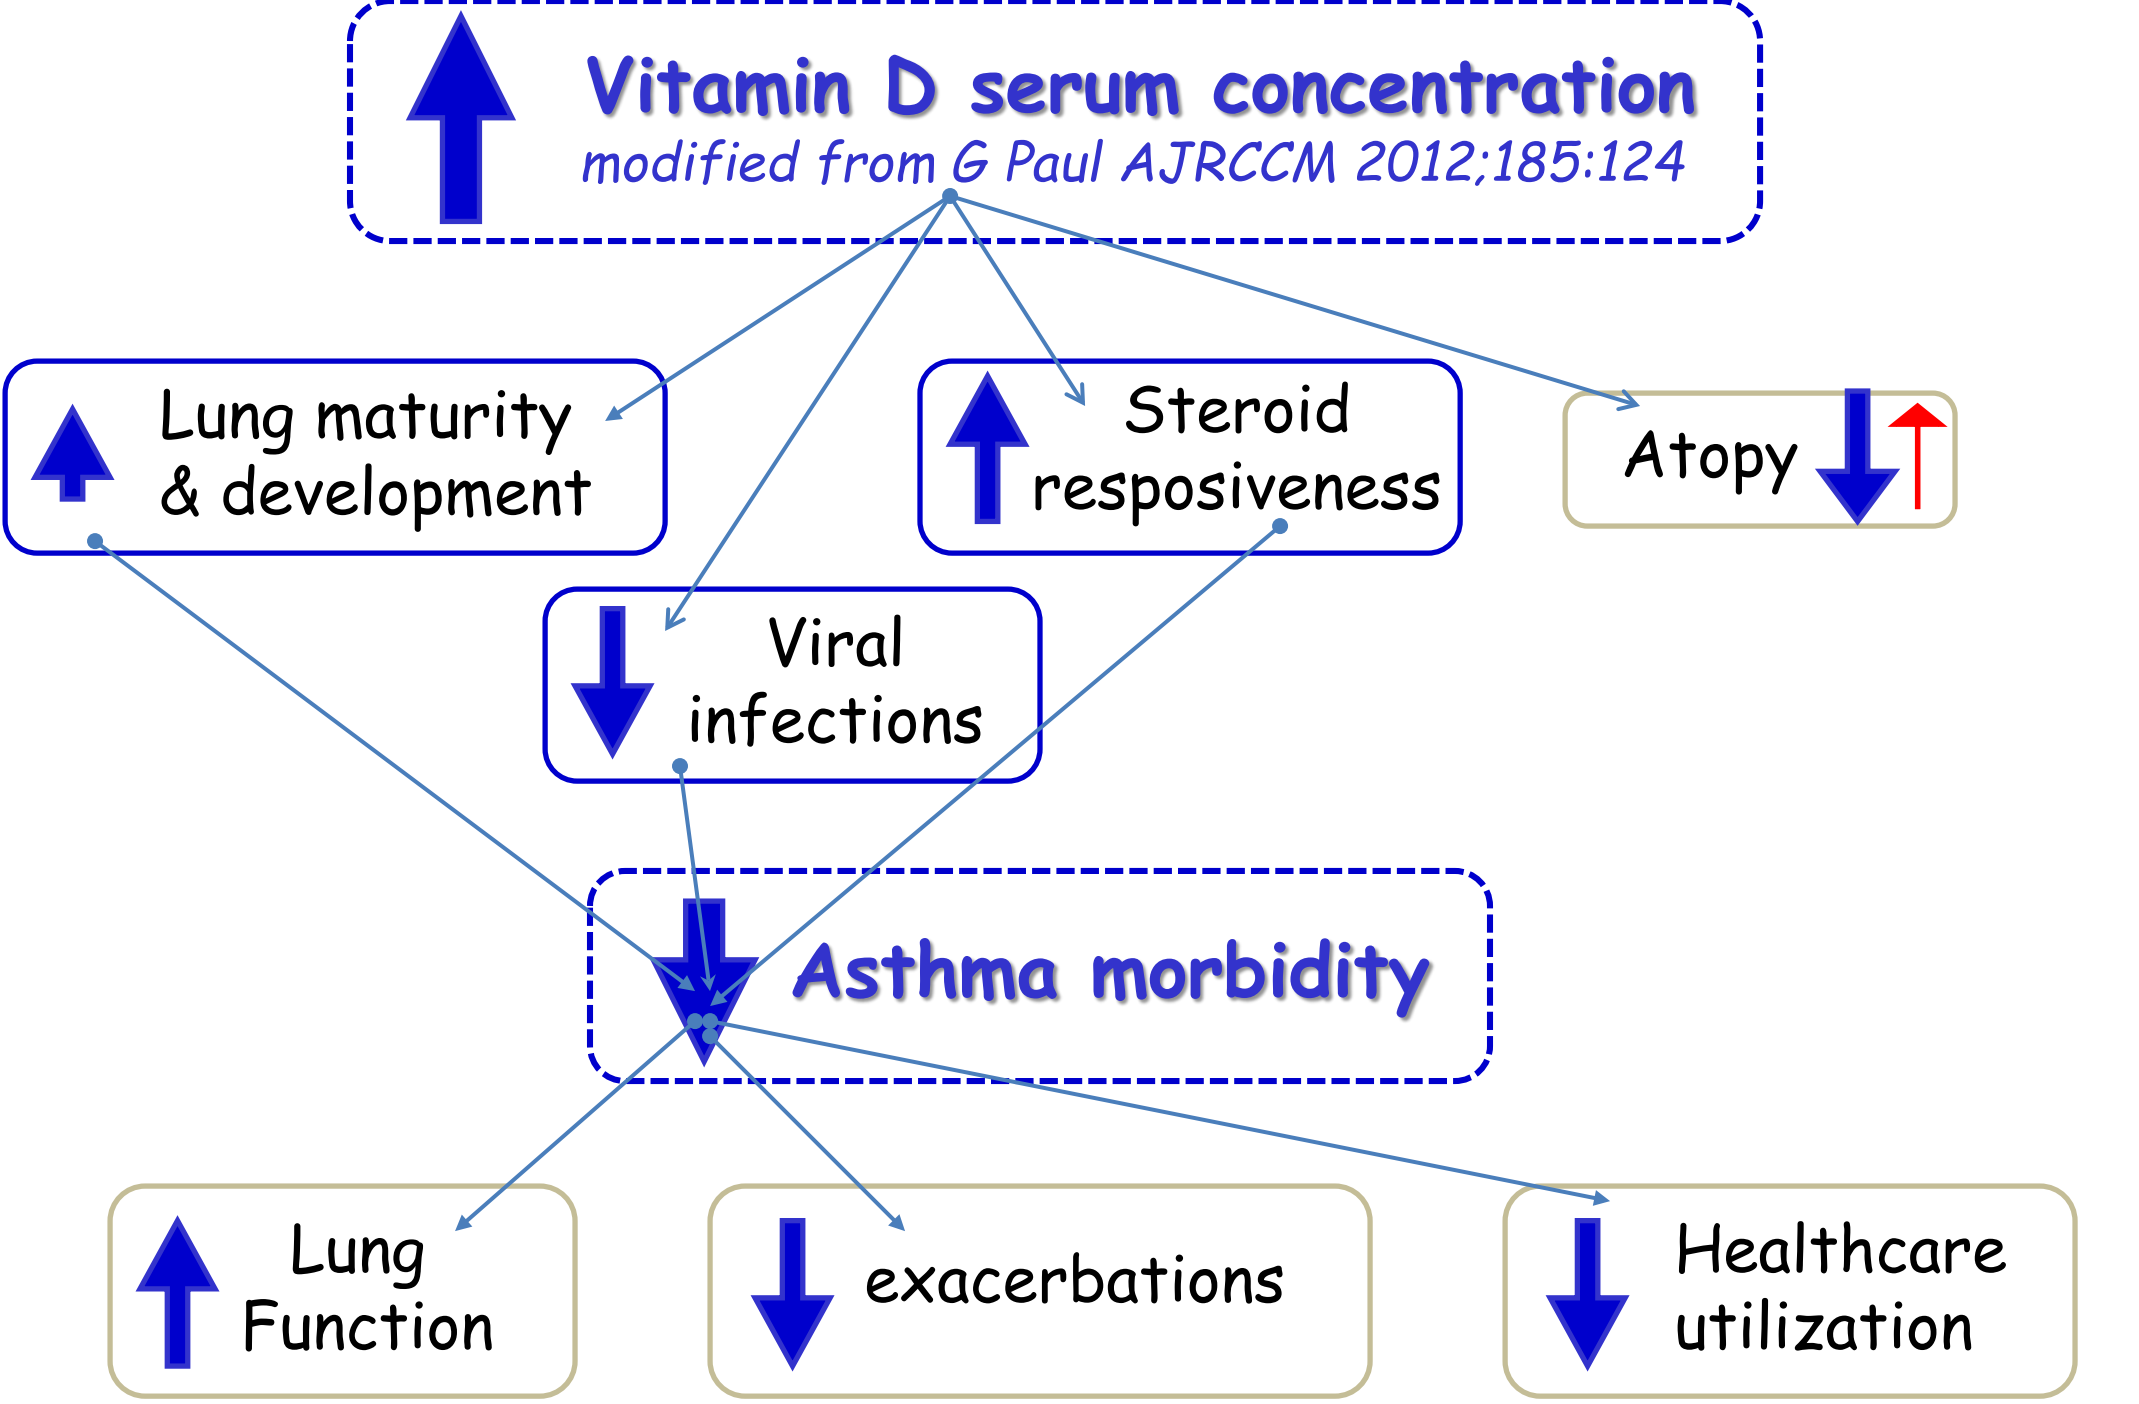 Vitamin D serum concentration
modified from G Paul AJRCCM 2012;185:124
Lung maturity
& development
Steroid
resposiveness
Atopy
Viral
infections
Asthma morbidity
Lung
Function
exacerbations
Healthcare
utilization